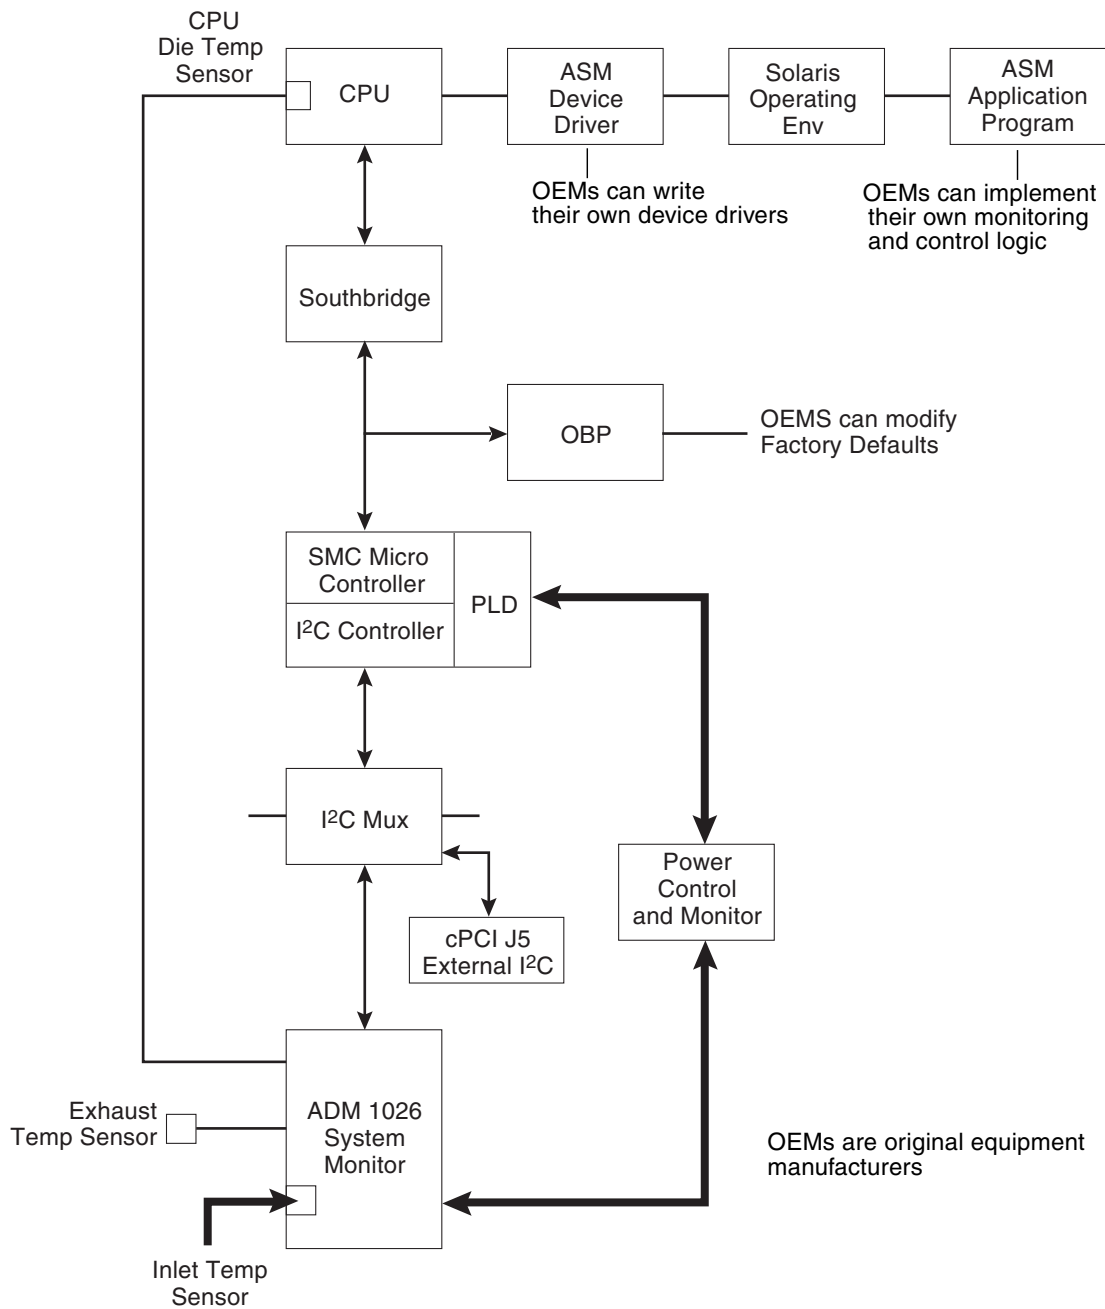 CPU
Die Temp
Sensor
CPU
ASM
Device
Driver
Solaris
Operating
Env
ASM
Application
Program
OEMs can write
their own device drivers
OEMs can implement
their own monitoring
and control logic
Southbridge
OBP
OEMS can modify
Factory Defaults
SMC Micro
Controller
I²C Controller
PLD
I²C Mux
Power
Control
and Monitor
cPCI J5
External I²C
Exhaust
Temp Sensor
ADM 1026
System
Monitor
OEMs are original equipment
manufacturers
Inlet Temp
Sensor